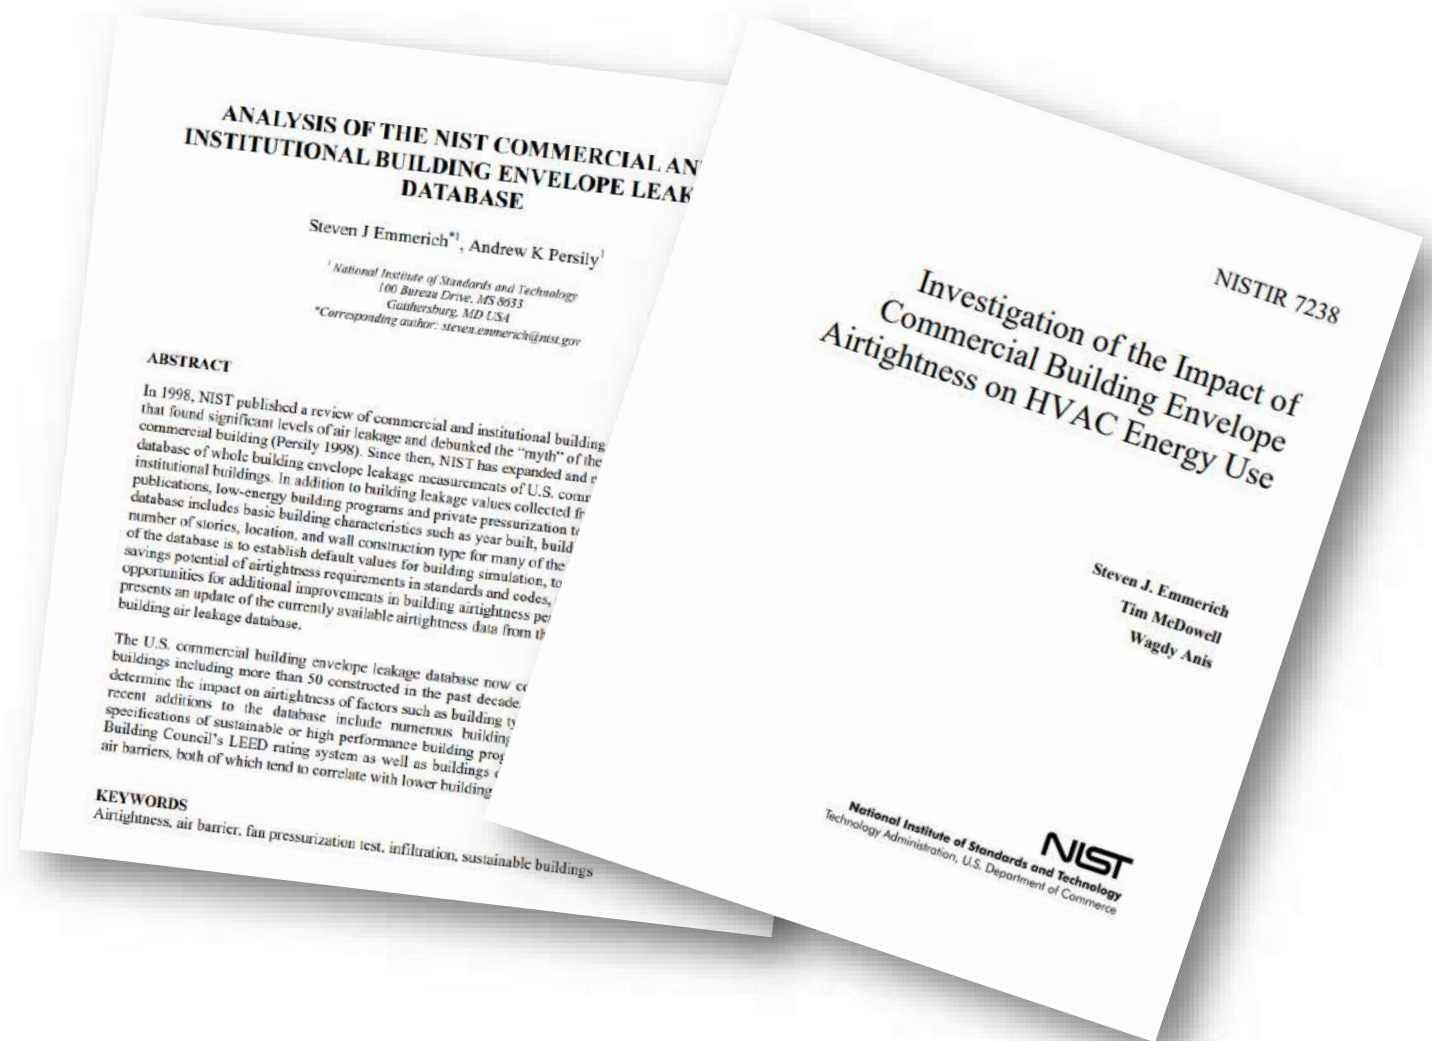 ANALYSIS OF THE NIST COMMERCIAL AN
INSTITUTIONAL BUILDING ENVELOPE LEAK
DATABASE
Steven J Emmerich*1, Andrew K Persily1
1 National Institute of Standards and Technology
100 Bureau Drive, MS 8633
Gaithersburg, MD USA
*Corresponding author: steven.emmerich@nist.gov
ABSTRACT
In 1998, NIST published a review of commercial and institutional building
that found significant levels of air leakage and debunked the "myth" of the
commercial building (Persily 1998). Since then, NIST has expanded and
database of whole building envelope leakage measurements of U.S. com
institutional buildings. In addition to building leakage values collected
publications, low-energy building programs and private pressurization
database includes basic building characteristics such as year built, build
number of stories, location, and wall construction type for many of the
of the database is to establish default values for building simulation, to
savings potential of airtightness requirements in standards and codes,
opportunities for additional improvements in building airtightness pe
presents an update of the currently available airtightness data from th
building air leakage database.
The U.S. commercial building envelope leakage database now
buildings including more than 50 constructed in the past decade.
determine the impact on airtightness of factors such as building ty
recent additions to the database include numerous building
specifications of sustainable or high performance building prog
Building Council's LEED rating system as well as buildings
air barriers, both of which tend to correlate with lower building
KEYWORDS
Airtightness, air barrier, fan pressurization test, infiltration, sustainable buildings
NISTIR 7238
Investigation of the Impact of
Commercial Building Envelope
Airtightness on HVAC Energy Use
Steven J. Emmerich
Tim McDowell
Wagdy Anis
NIST
National Institute of Standards and Technology
Technology Administration, U.S. Department of Commerce